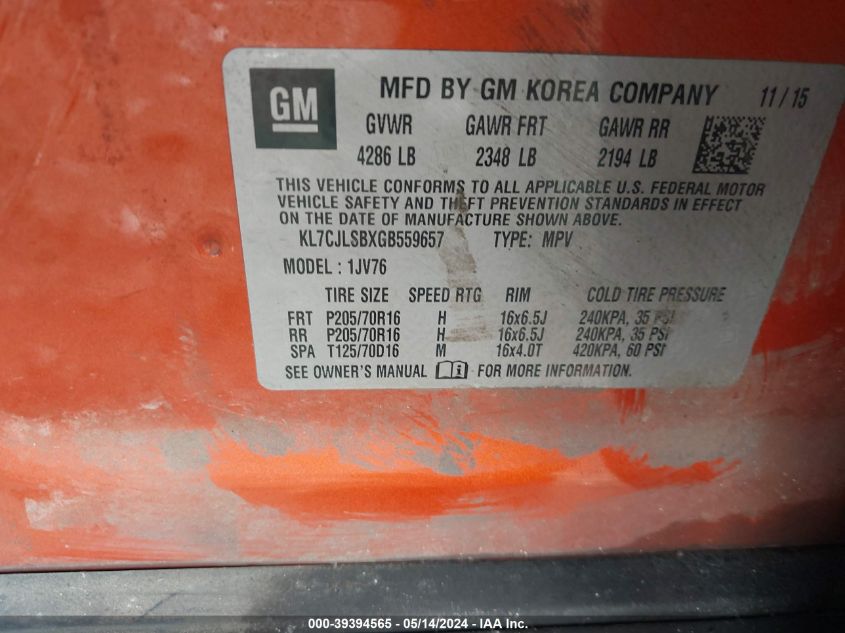 GM
MFD BY GM KOREA COMPANY 11/15
GVWR GAWR FRT GAWR RR
4286 LB 2348 LB 2194 LB
THIS VEHICLE CONFORMS TO ALL APPLICABLE U.S. FEDERAL MOTOR
VEHICLE SAFETY AND THEFT PREVENTION STANDARDS IN EFFECT
ON THE DATE OF MANUFACTURE SHOWN ABOVE.
KL7CJLSBXGB559657 TYPE: MPV
MODEL : 1JV76
TIRE SIZE SPEED RTG RIM COLD TIRE PRESSURE
FRT P205/70R16 H 16x6.5J 240KPA, 35 PSI
RR P205/70R16 H 16x6.5J 240KPA, 35 PSI
SPA T125/70D16 M 16x4.0T 420KPA, 60 PSI
SEE OWNER'S MANUAL i FOR MORE INFORMATION.
000-39394565 - 05/14/2024 - IAA Inc.